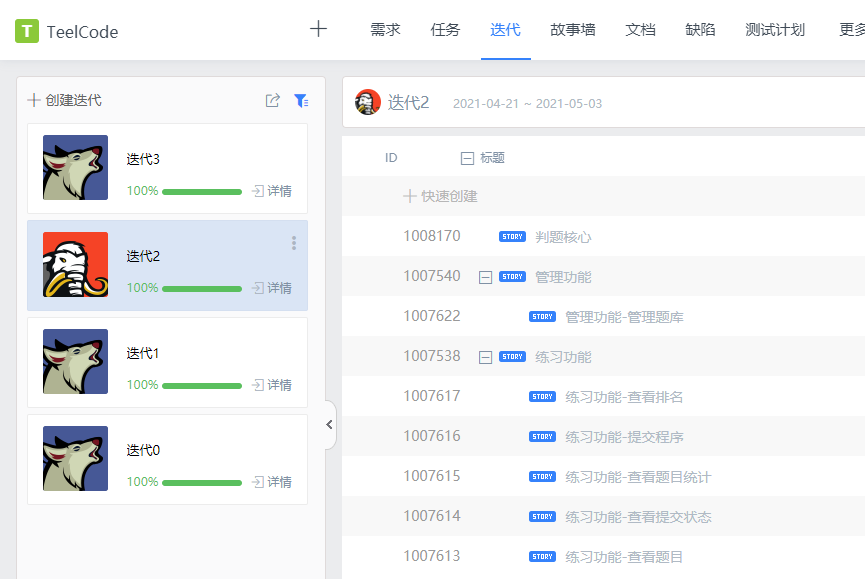 T TeelCode
需求 任务 迭代 故事墙 文档 缺陷 测试计划 更多
创建迭代
迭代3
100% 详情
迭代2
100% 详情
迭代1
100% 详情
迭代0
100% 详情
迭代2 2021-04-21 ~ 2021-05-03
ID 标题
快速创建
1008170 STORY 判题核心
1007540 STORY 管理功能
1007622 STORY 管理功能-管理题库
1007538 STORY 练习功能
1007617 STORY 练习功能-查看排名
1007616 STORY 练习功能-提交程序
1007615 STORY 练习功能-查看题目统计
1007614 STORY 练习功能-查看提交状态
1007613 STORY 练习功能-查看题目